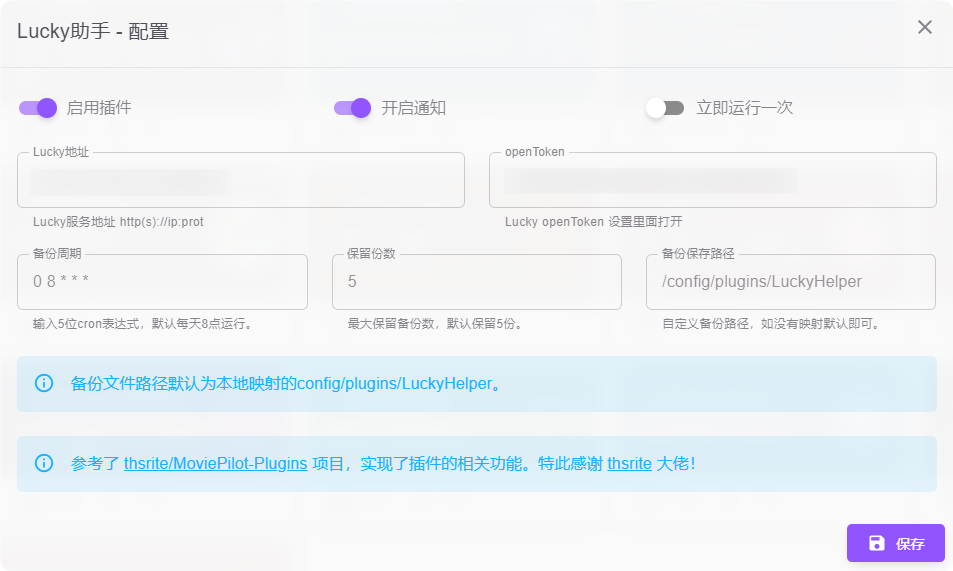 Lucky助手 - 配置
启用插件
开启通知
立即运行一次
Lucky地址
openToken
Lucky服务地址 http(s)://ip:prot
Lucky openToken 设置里面打开
备份周期
保留份数
备份保存路径
0 8 * * *
5
/config/plugins/LuckyHelper
输入5位cron表达式，默认每天8点运行。
最大保留备份数，默认保留5份。
自定义备份路径，如没有映射默认即可。
备份文件路径默认为本地映射的config/plugins/LuckyHelper。
参考了 thsrite/MoviePilot-Plugins 项目，实现了插件的相关功能。特此感谢 thsrite 大佬！
保存